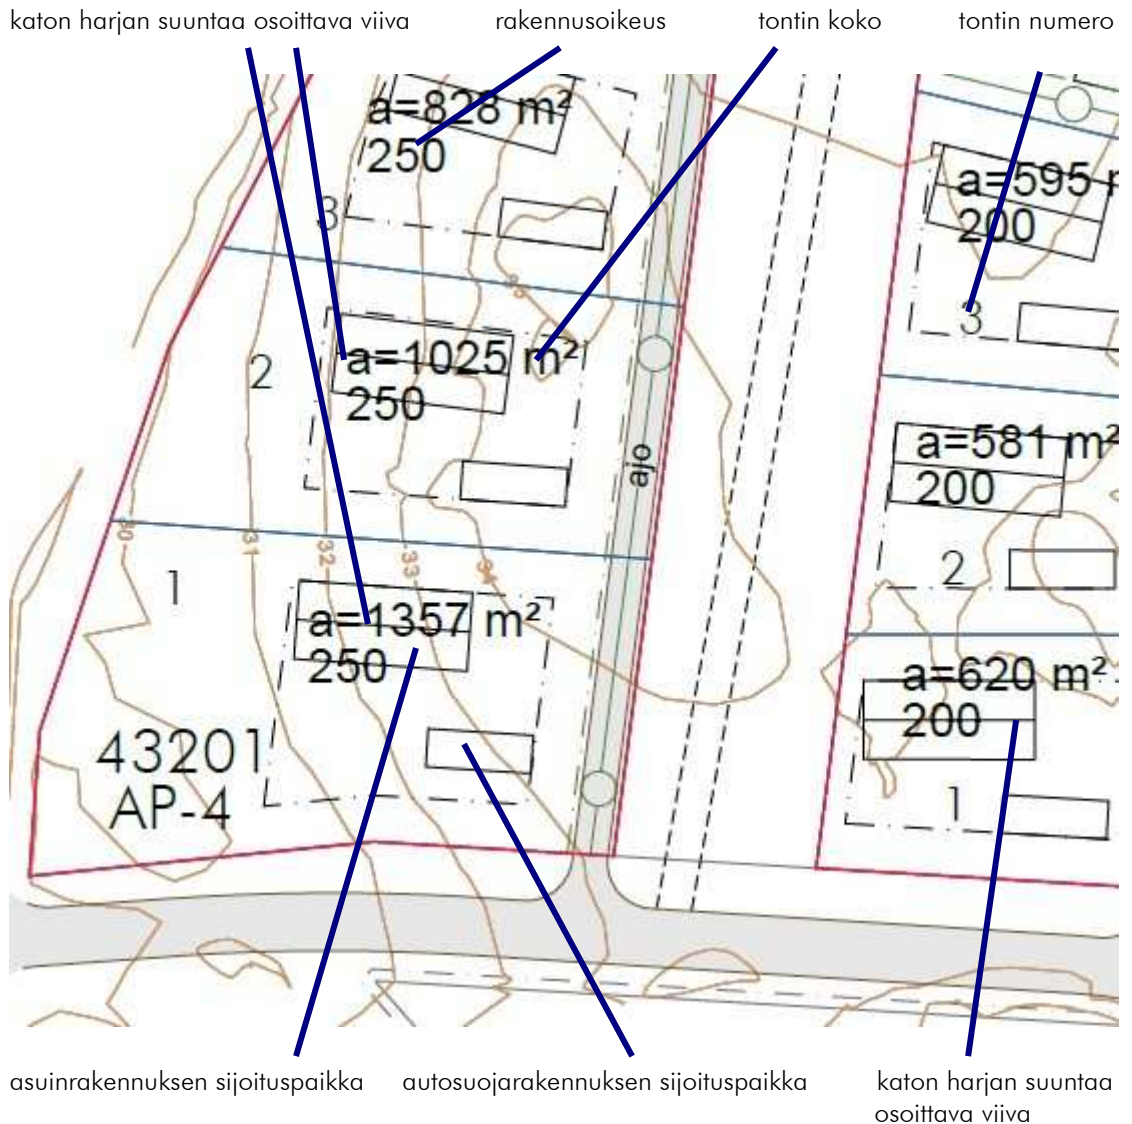 katon harjan suuntaa osoittava viiva
rakennusoikeus
tontin koko
tontin numero
a=828 m²
250
3
a=595 m
200
3
35
a=1025 m²
250
2
ajo
a=581 m²
200
2
30
31
32
33
34
1
a=1357 m²
250
a=620 m²
200
1
43201
AP-4
asuinrakennuksen sijoituspaikka
autosuojarakennuksen sijoituspaikka
katon harjan suuntaa
osoittava viiva